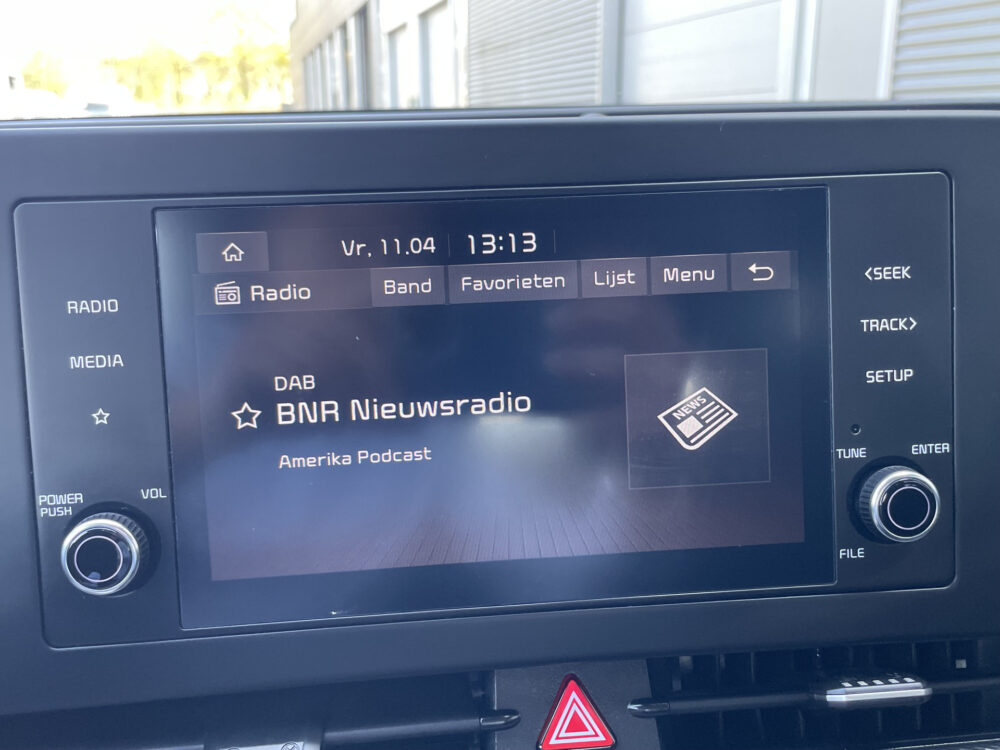 Vr, 11.04 13:13
Radio Band Favorieten Lijst Menu
DAB
BNR Nieuwsradio
Amerika Podcast
NEWS
RADIO
MEDIA
POWER
PUSH
VOL
<SEEK
TRACK>
SETUP
TUNE
ENTER
FILE